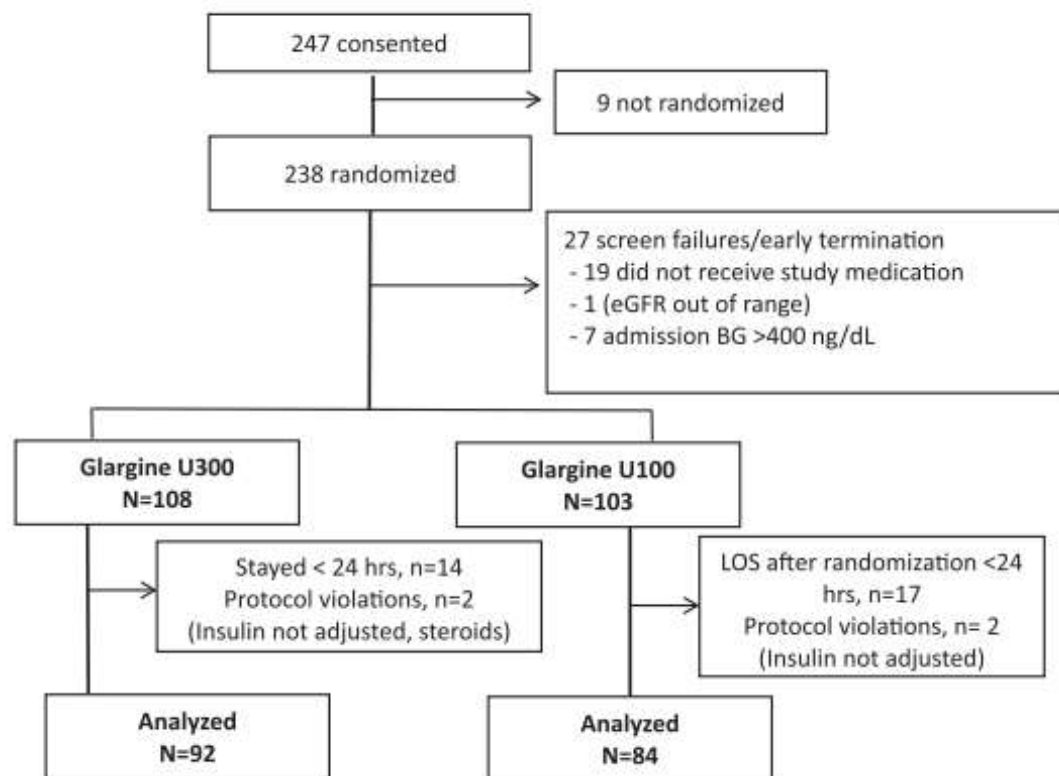 247 consented
9 not randomized
238 randomized
27 screen failures/early termination
- 19 did not receive study medication
- 1 (eGFR out of range)
- 7 admission BG >400 ng/dL
Glargine U300
N=108
Glargine U100
N=103
Stayed < 24 hrs, n=14
Protocol violations, n=2
(Insulin not adjusted, steroids)
LOS after randomization <24
hrs, n=17
Protocol violations, n= 2
(Insulin not adjusted)
Analyzed
N=92
Analyzed
N=84